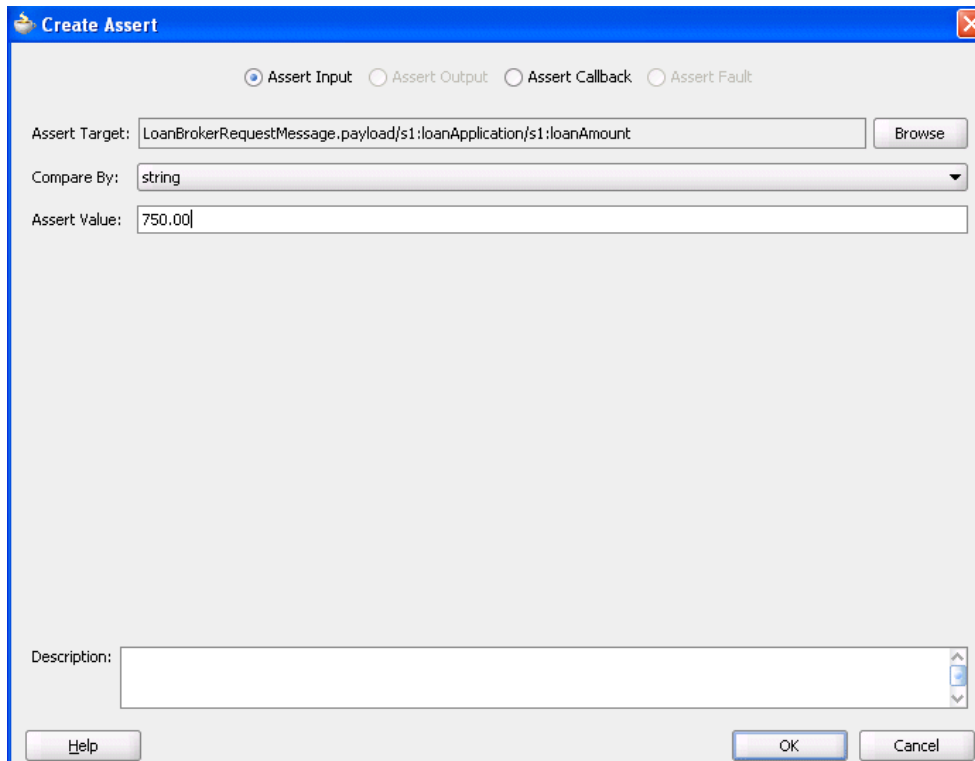 Create Assert
Assert Input Assert Output Assert Callback Assert Fault
Assert Target: LoanBrokerRequestMessage.payload/s1:loanApplication/s1:loanAmount Browse
Compare By: string
Assert Value: 750.00
Description:
Help OK Cancel